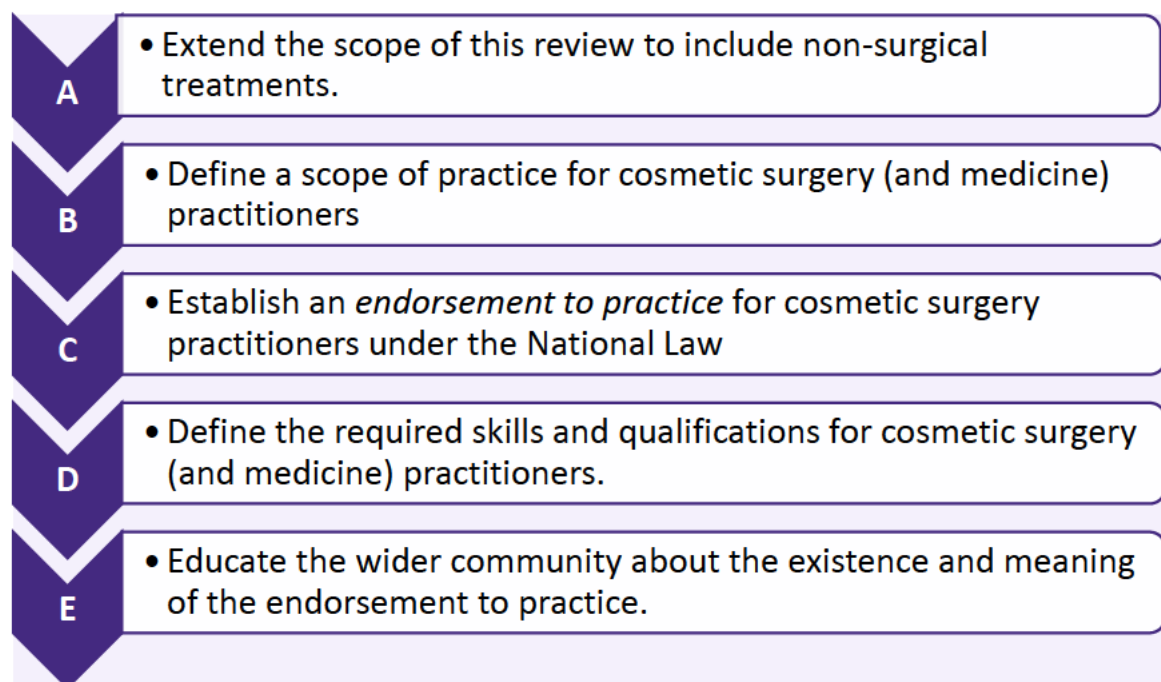 • Extend the scope of this review to include non-surgical
treatments.
A
• Define a scope of practice for cosmetic surgery (and medicine)
practitioners
B
• Establish an endorsement to practice for cosmetic surgery
practitioners under the National Law
C
• Define the required skills and qualifications for cosmetic surgery
(and medicine) practitioners.
D
• Educate the wider community about the existence and meaning
of the endorsement to practice.
E